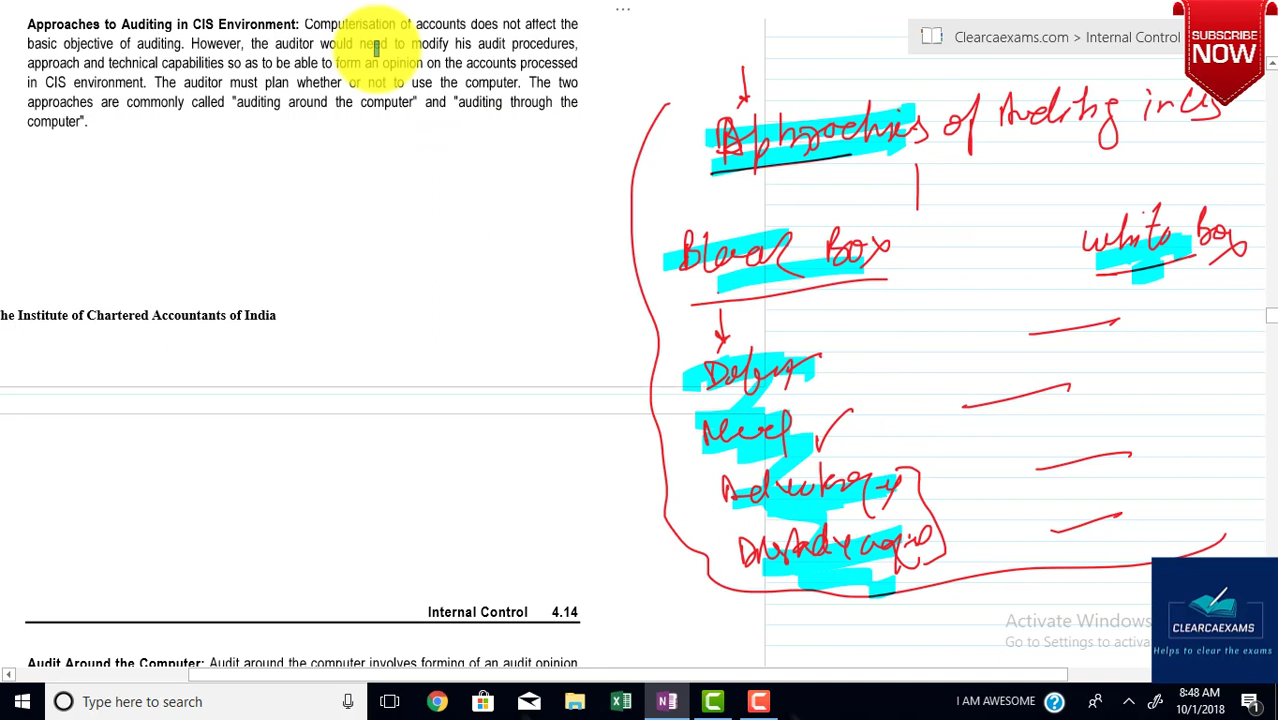 Approaches to Auditing in CIS Environment: Computerisation of accounts does not affect the
basic objective of auditing. However, the auditor would need to modify his audit procedures,
approach and technical capabilities so as to be able to form an opinion on the accounts processed
in CIS environment. The auditor must plan whether or not to use the computer. The two
approaches are commonly called "auditing around the computer" and "auditing through the
computer".
he Institute of Chartered Accountants of India
Internal Control 4.14
Audit Around the Computer: Audit around the computer involves forming of an audit opinion
Clearcaexams.com > Internal Control
SUBSCRIBE
NOW
of Auditing in CIS
Box
White Box
Need
Activate Windows
Go to Settings to activa
CLEARCAEXAMS
Helps to clear the exams
Type here to search
I AM AWESOME
8:48 AM
10/1/2018